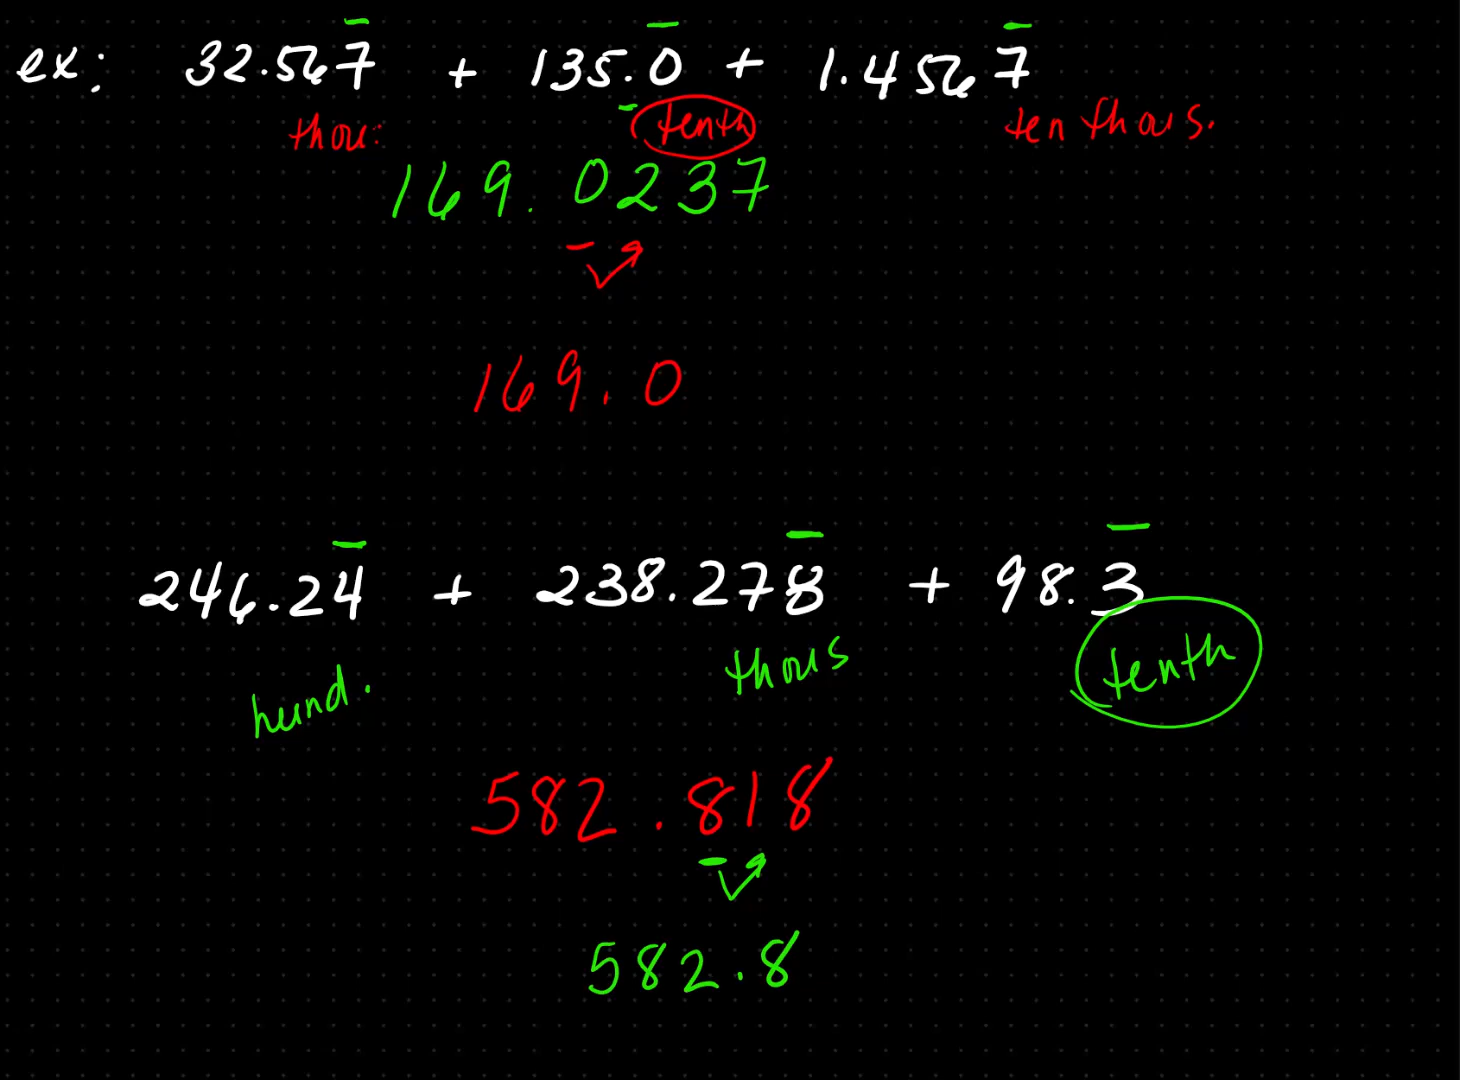 ex: 32.567 + 135.0 + 1.4567
thou: tenth ten thous.
169.0237
169.0
246.24 + 238.278 + 98.3
hund. thous tenth
582.818
582.8